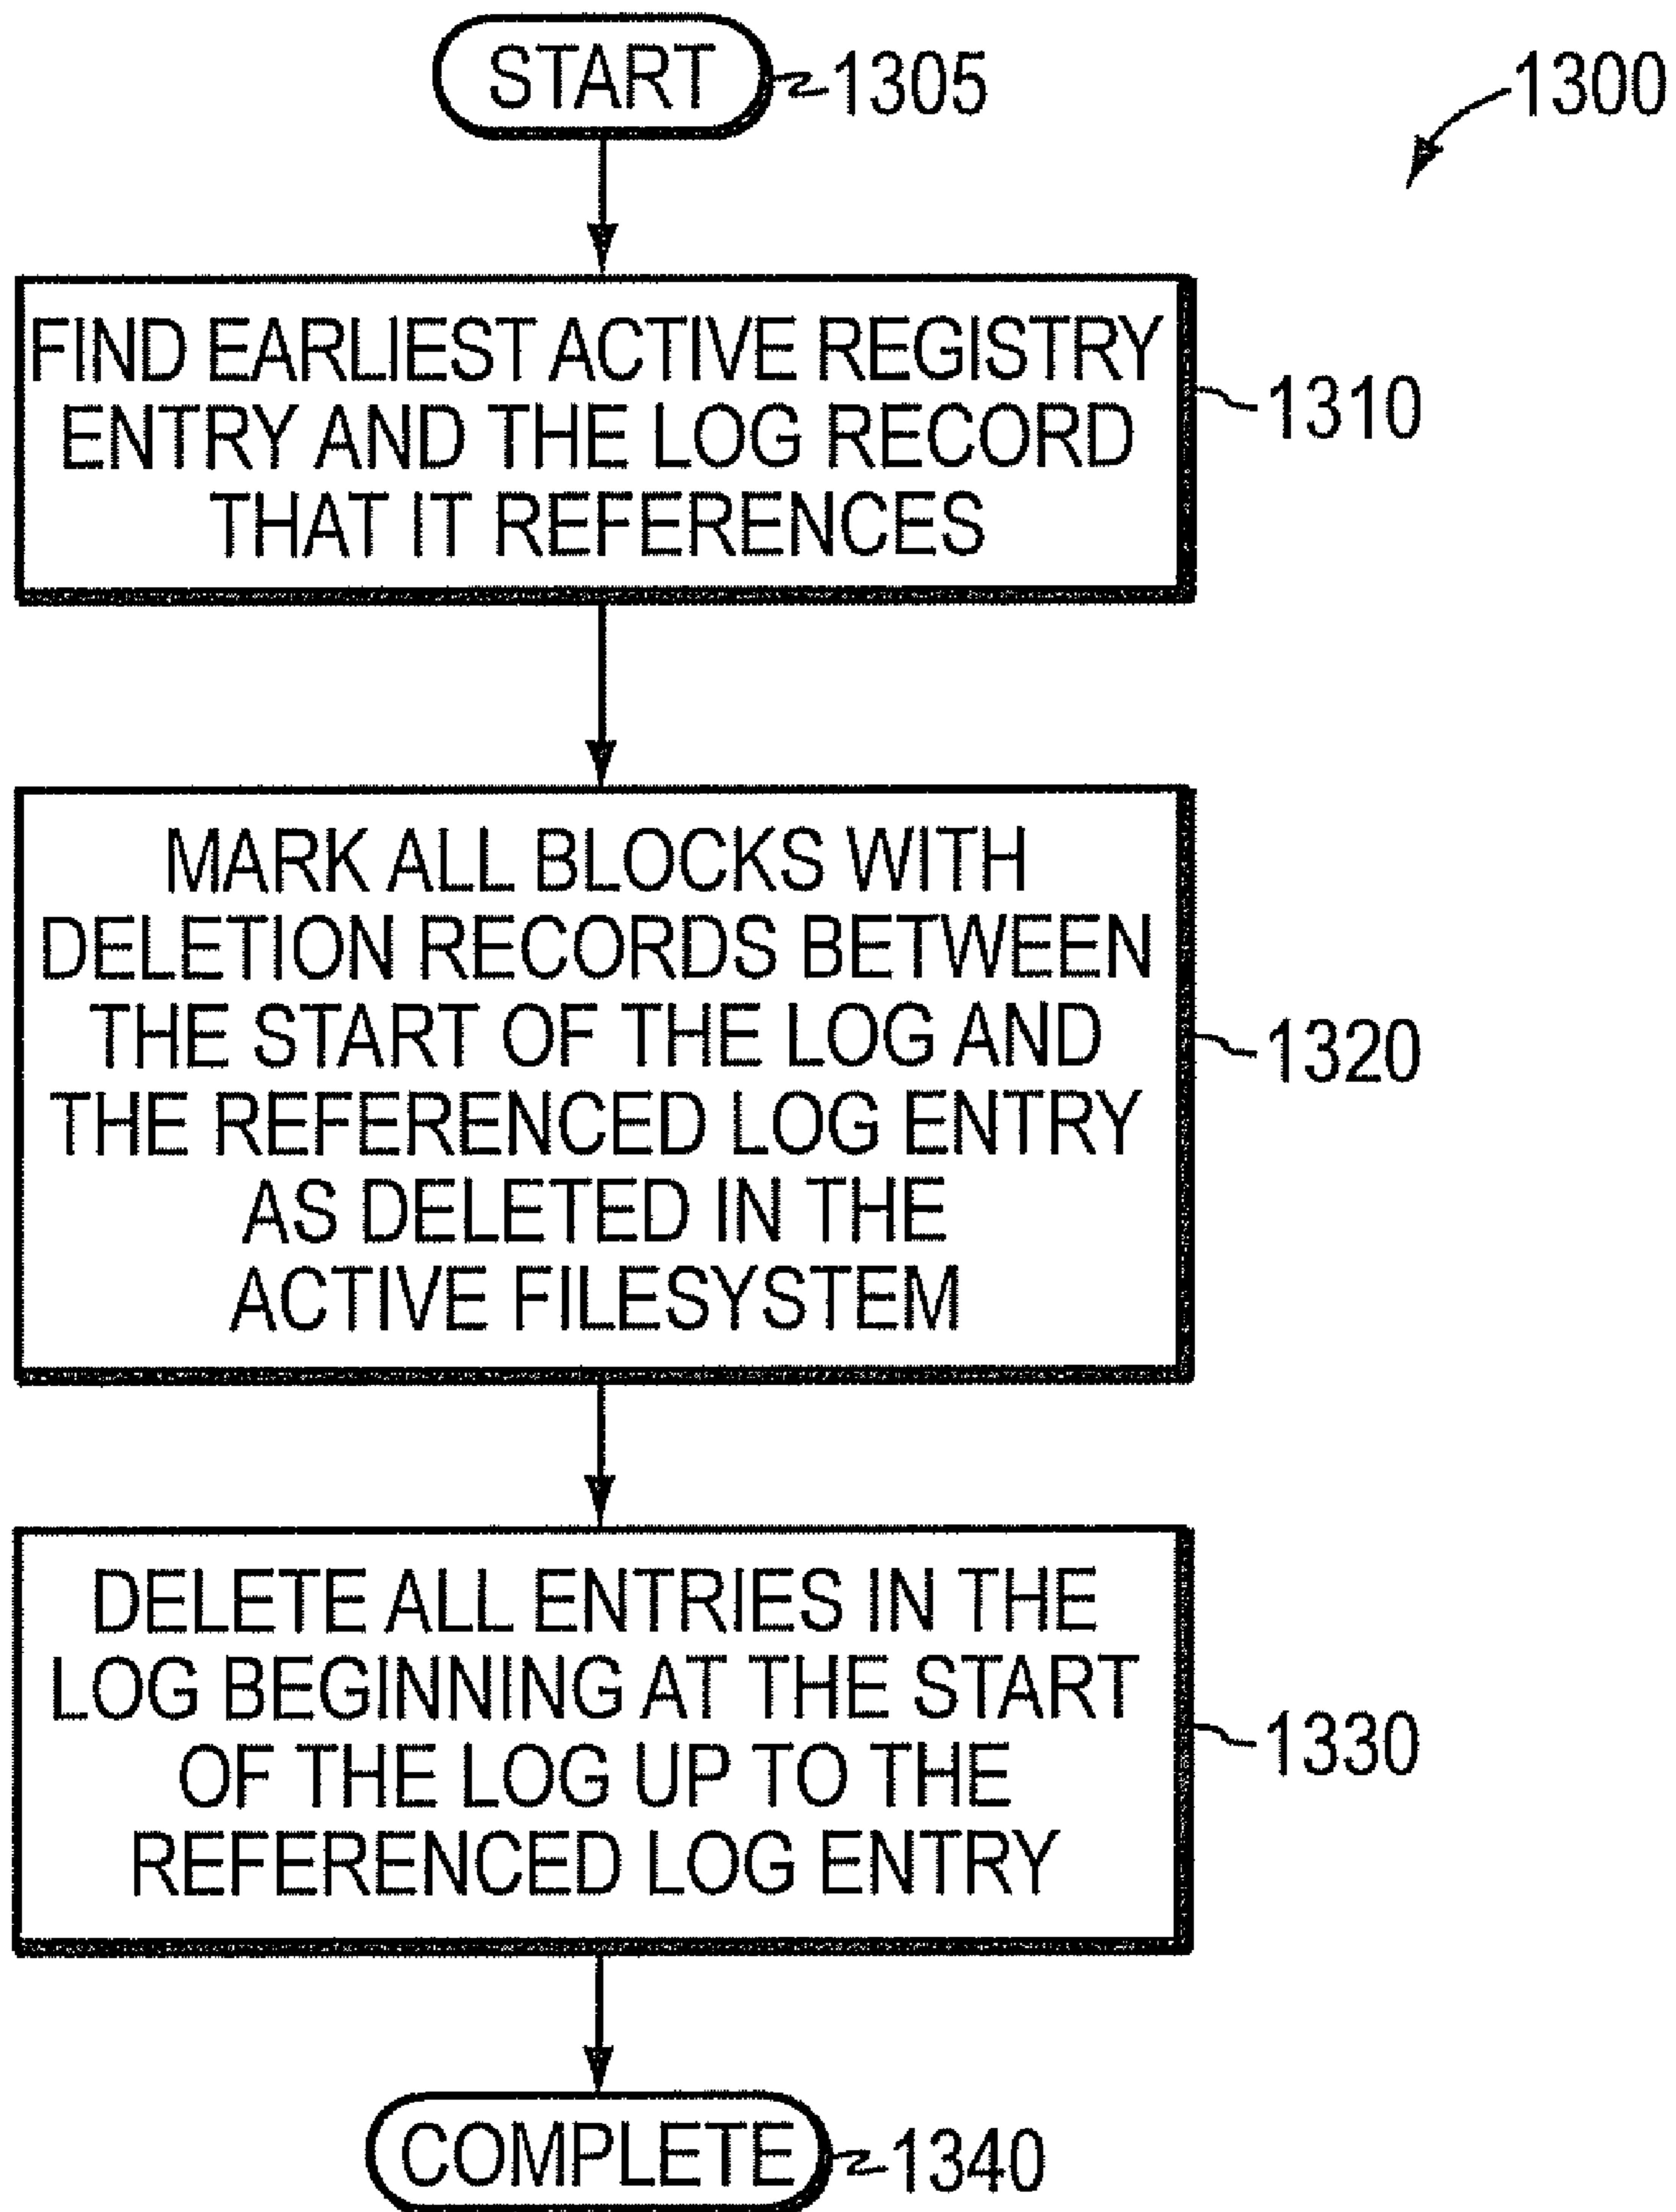 START
1305
1300
FIND EARLIEST ACTIVE REGISTRY
ENTRY AND THE LOG RECORD
THAT IT REFERENCES
1310
MARK ALL BLOCKS WITH
DELETION RECORDS BETWEEN
THE START OF THE LOG AND
THE REFERENCED LOG ENTRY
AS DELETED IN THE
ACTIVE FILESYSTEM
1320
DELETE ALL ENTRIES IN THE
LOG BEGINNING AT THE START
OF THE LOG UP TO THE
REFERENCED LOG ENTRY
1330
COMPLETE
1340